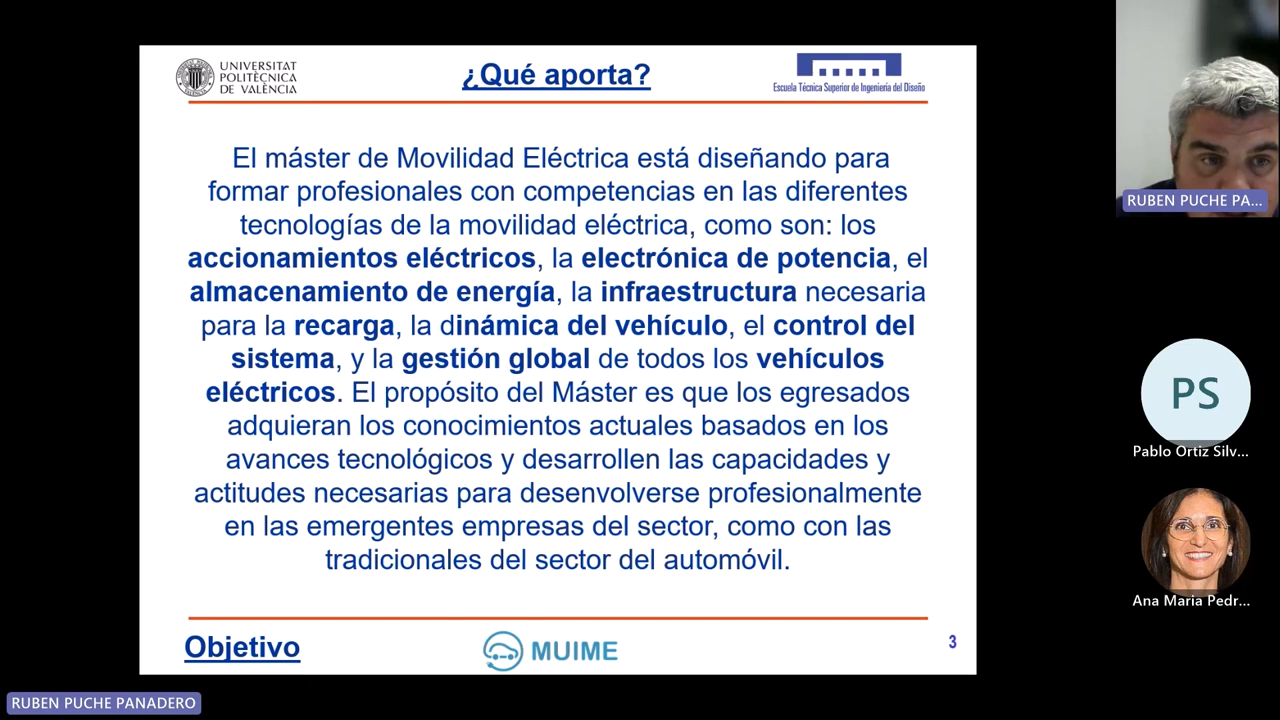 UNIVERSITAT
POLITÈCNICA
DE VALÈNCIA
¿Qué aporta?
Escuela Técnica Superior de Ingeniería del Diseño
El máster de Movilidad Eléctrica está diseñando para
formar profesionales con competencias en las diferentes
tecnologías de la movilidad eléctrica, como son: los
accionamientos eléctricos, la electrónica de potencia, el
almacenamiento de energía, la infraestructura necesaria
para la recarga, la dinámica del vehículo, el control del
sistema, y la gestión global de todos los vehículos
eléctricos. El propósito del Máster es que los egresados
adquieran los conocimientos actuales basados en los
avances tecnológicos y desarrollen las capacidades y
actitudes necesarias para desenvolverse profesionalmente
en las emergentes empresas del sector, como con las
tradicionales del sector del automóvil.
Objetivo
MUIME
3
RUBEN PUCHE PA...
PS
Pablo Ortiz Silv...
Ana Maria Pedr...
RUBEN PUCHE PANADERO